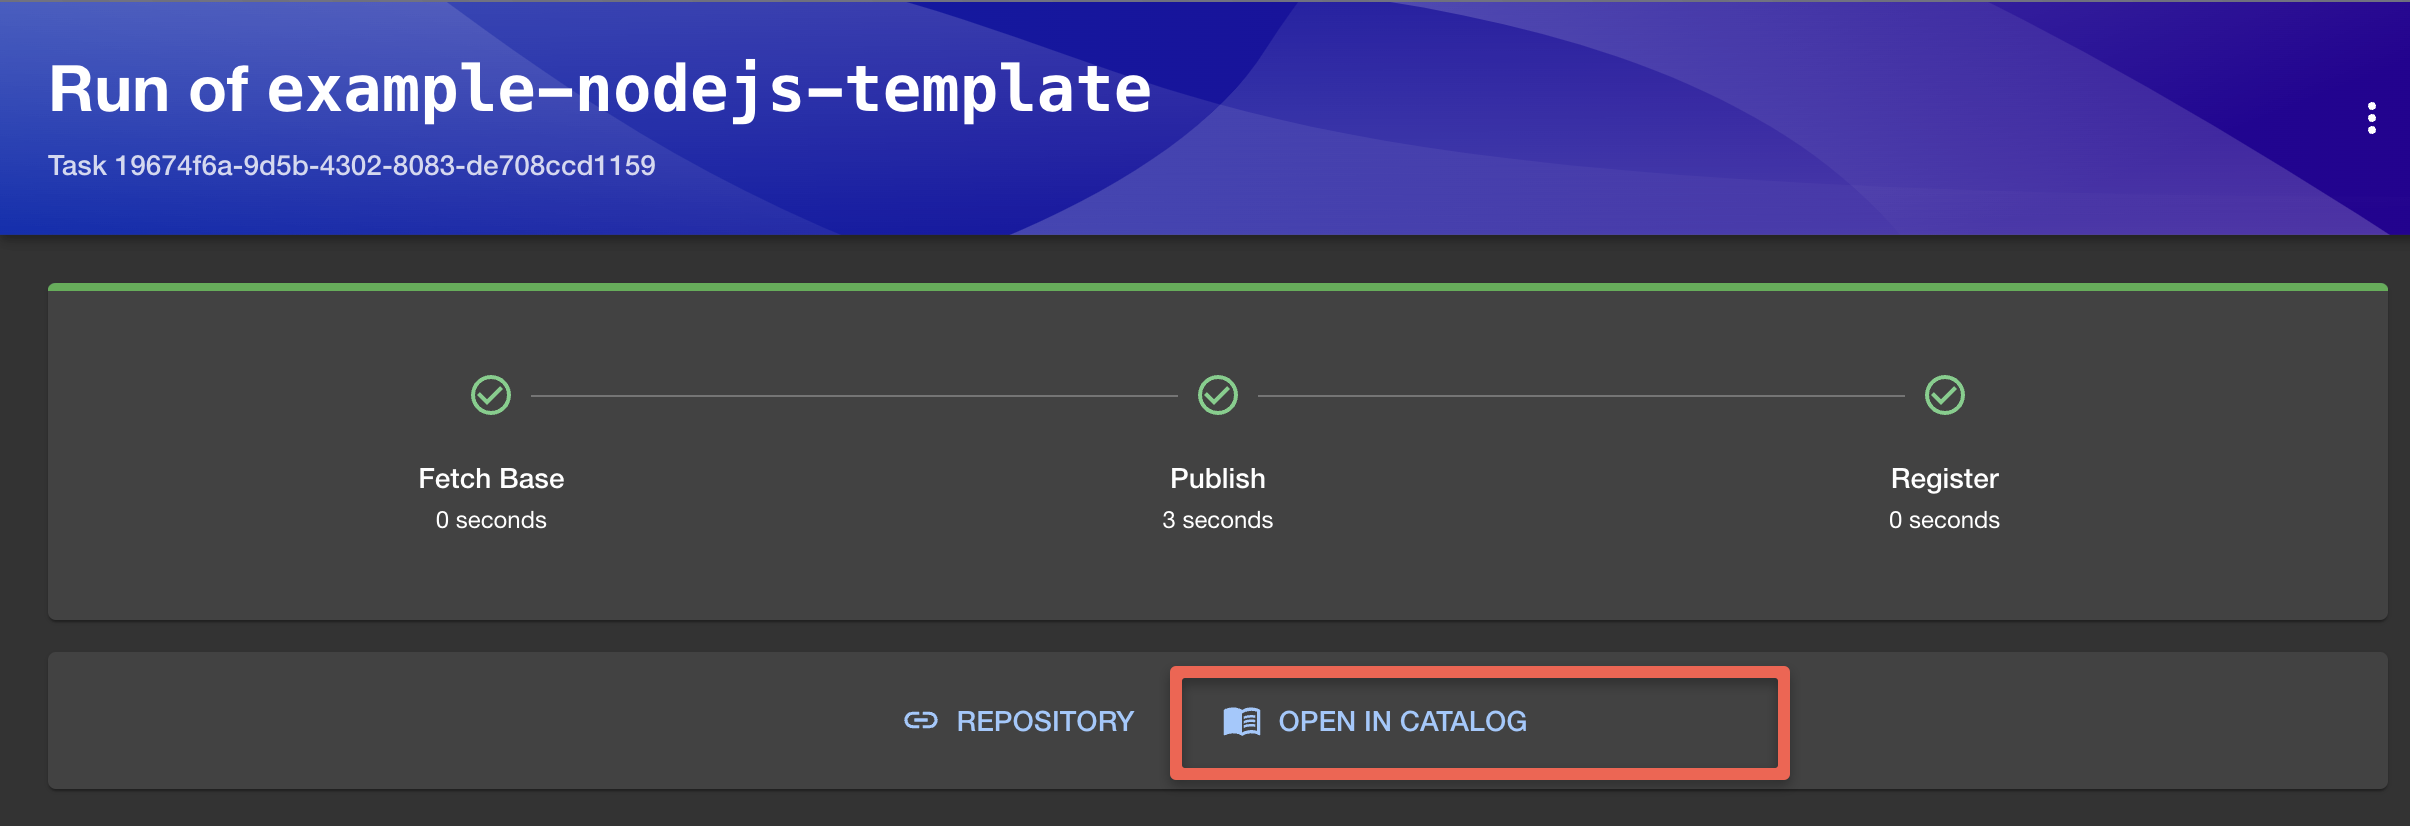 Run of example-nodejs-template
Task 19674f6a-9d5b-4302-8083-de708ccd1159
Fetch Base
0 seconds
Publish
3 seconds
Register
0 seconds
REPOSITORY
OPEN IN CATALOG